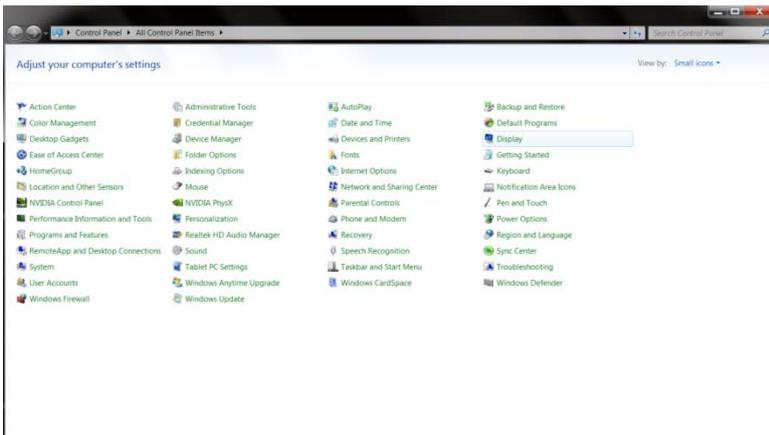 Control Panel All Control Panel Items Search Control Panel
Adjust your computer's settings View by: Small icons
Action Center Administrative Tools AutoPlay Backup and Restore
Color Management Credential Manager Date and Time Default Programs
Desktop Gadgets Device Manager Devices and Printers Display
Ease of Access Center Folder Options Fonts Getting Started
HomeGroup Indexing Options Internet Options Keyboard
Location and Other Sensors Mouse Network and Sharing Center Notification Area Icons
NVIDIA Control Panel NVIDIA PhysX Parental Controls Pen and Touch
Performance Information and Tools Personalization Phone and Modem Power Options
Programs and Features Realtek HD Audio Manager Recovery Region and Language
RemoteApp and Desktop Connections Sound Speech Recognition Sync Center
System Tablet PC Settings Taskbar and Start Menu Troubleshooting
User Accounts Windows Anytime Upgrade Windows CardSpace Windows Defender
Windows Firewall Windows Update